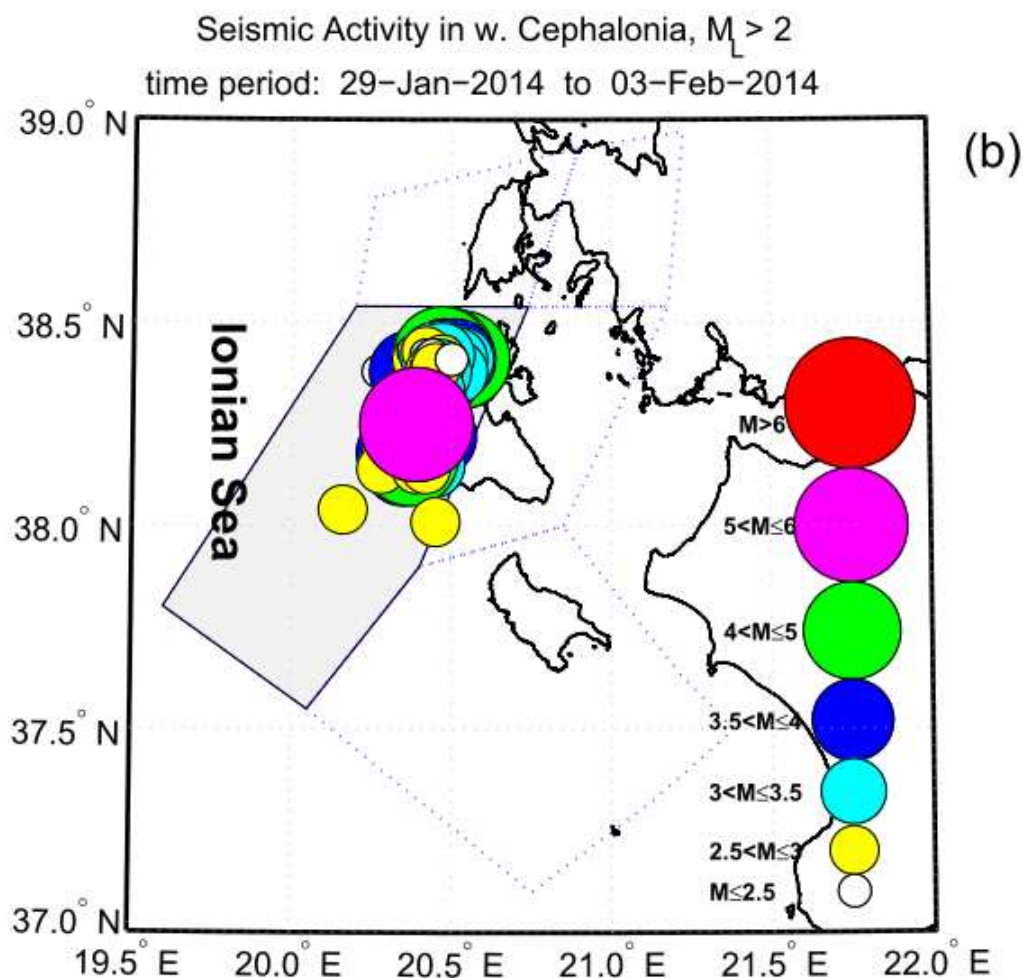 Seismic Activity in w. Cephalonia, M_L > 2
time period: 29−Jan−2014 to 03−Feb−2014
(b)
39.0° N
38.5° N
38.0° N
37.5° N
37.0° N
19.5° E
20.0° E
20.5° E
21.0° E
21.5° E
22.0° E
Ionian Sea
M>6
5<M≤6
4<M≤5
3.5<M≤4
3<M≤3.5
2.5<M≤3
M≤2.5